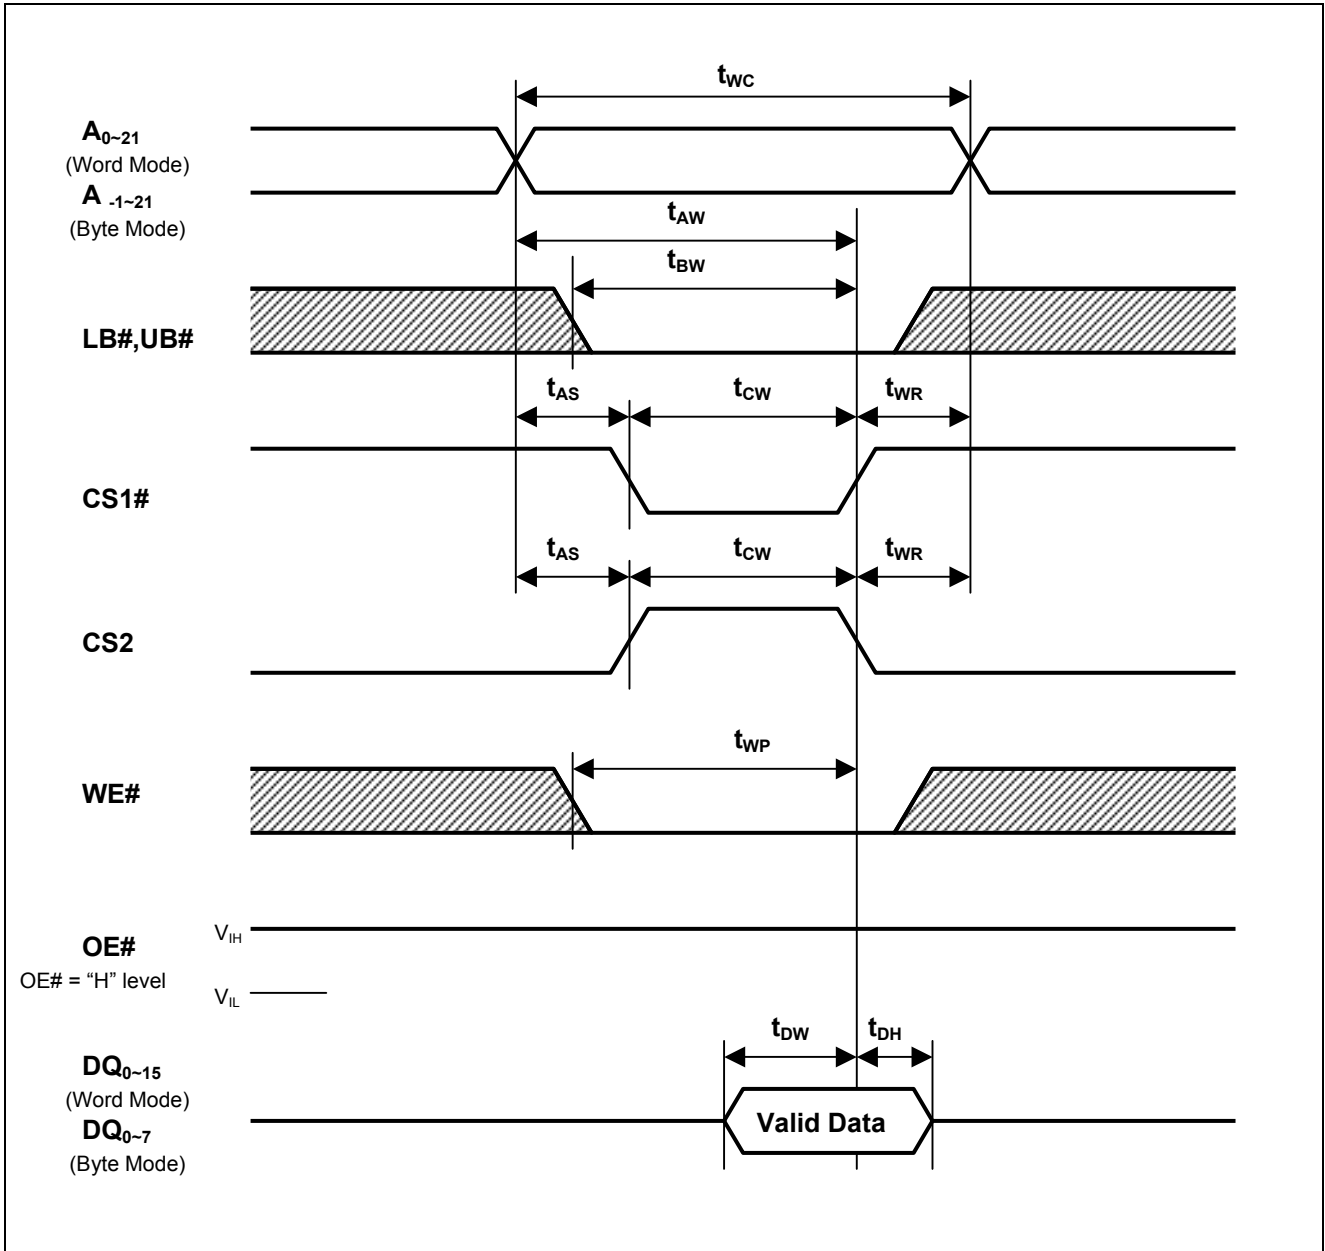 tWC
A0~21
(Word Mode)
A -1~21
(Byte Mode)
tAW
tBW
LB#,UB#
tAS tCW tWR
CS1#
tAS tCW tWR
CS2
tWP
WE#
VIH
OE#
OE# = “H” level
VIL
tDW tDH
DQ0~15
(Word Mode)
Valid Data
DQ0~7
(Byte Mode)